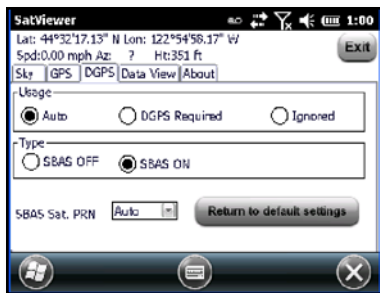 SatViewer 1:00
Lat: 44°32'17.13" N Lon: 122°54'58.17" W
Spd:0.00 mph Az: ? Ht:351 ft
Exit
Sky GPS DGPS Data View About
Usage
Auto DGPS Required Ignored
Type
SBAS OFF SBAS ON
SBAS Sat. PRN Auto Return to default settings